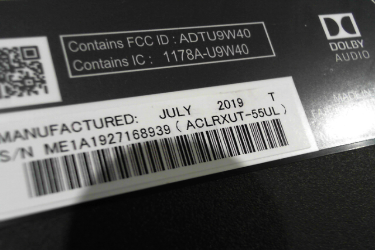 Contains FCC ID : ADTU9W40
Contains IC : 1178A-U9W40
DOLBY
AUDIO
MANUFACTURED: JULY 2019 T
S/N ME1A1927168939 ( ACLRXUT-55UL)